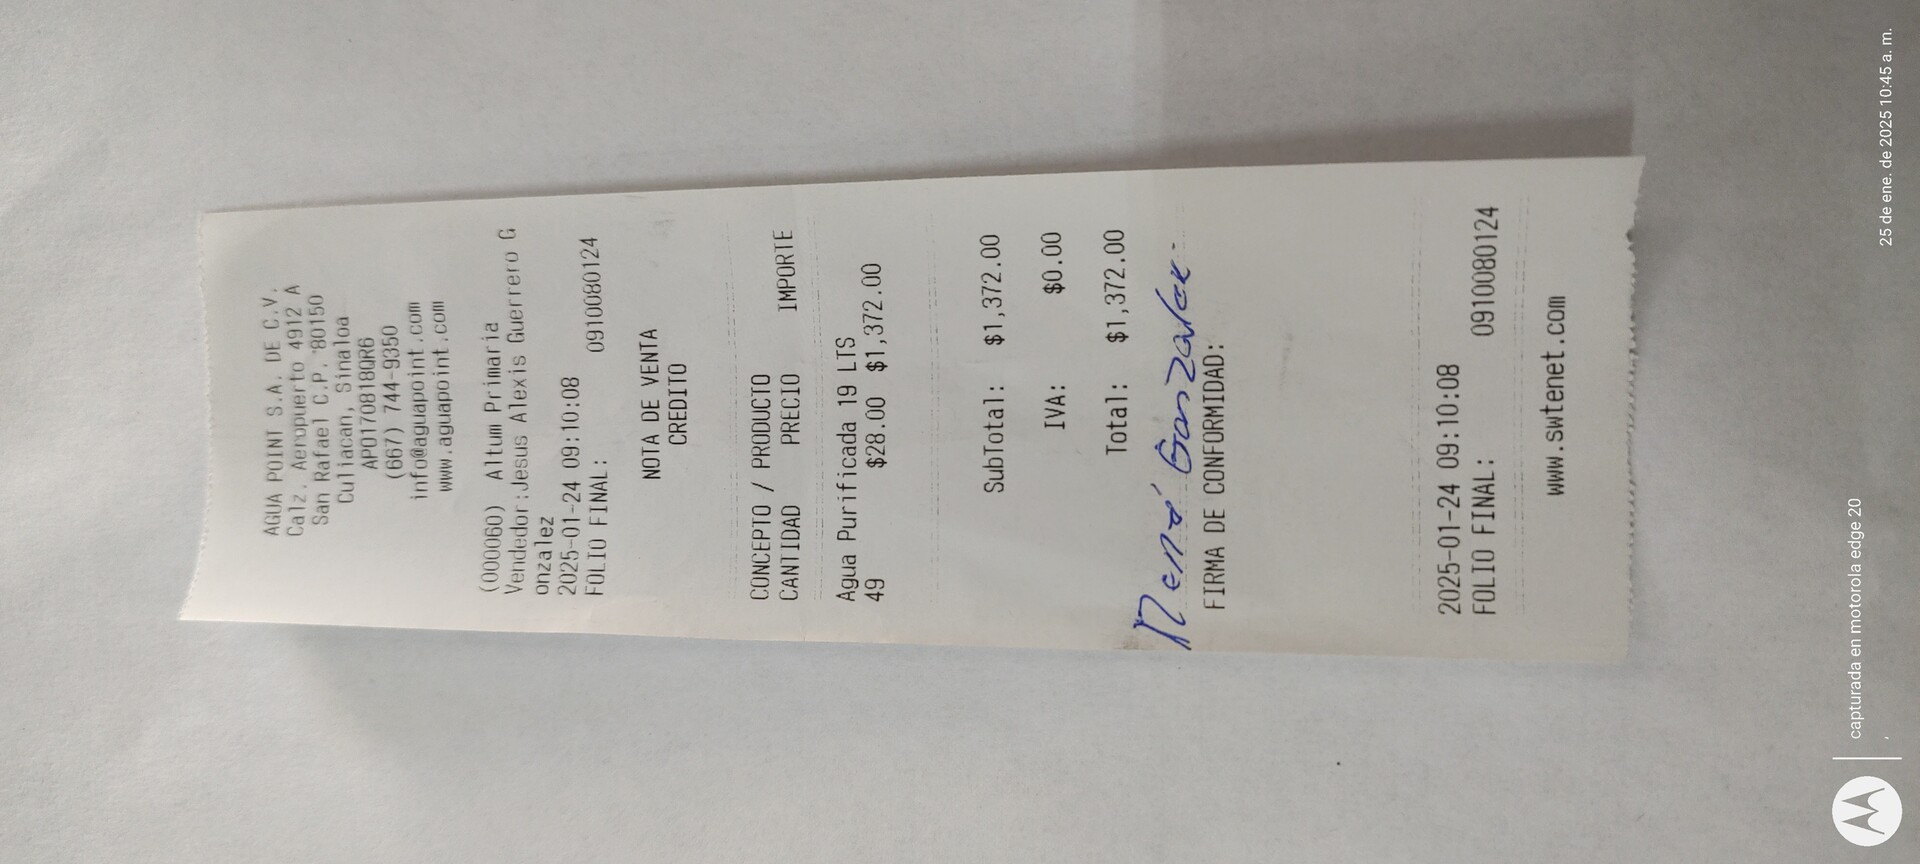 AGUA POINT S.A. DE C.V.
Calz. Aeropuerto 4912 A
San Rafael C.P. 80150
Culiacan, Sinaloa
APO170818QR6
(667) 744-9350
info@aguapoint.com
www.aguapoint.com
(000060) Altum Primaria
Vendedor:Jesus Alexis Guerrero G
onzalez
2025-01-24 09:10:08
FOLIO FINAL: 0910080124
NOTA DE VENTA
CREDITO
CONCEPTO / PRODUCTO
CANTIDAD PRECIO IMPORTE
Agua Purificada 19 LTS
49 $28.00 $1,372.00
SubTotal: $1,372.00
IVA: $0.00
Total: $1,372.00
René Gonzalez
FIRMA DE CONFORMIDAD:
2025-01-24 09:10:08
FOLIO FINAL: 0910080124
www.swtenet.com
capturada en motorola edge 20
25 de ene. de 2025 10:45 a. m.